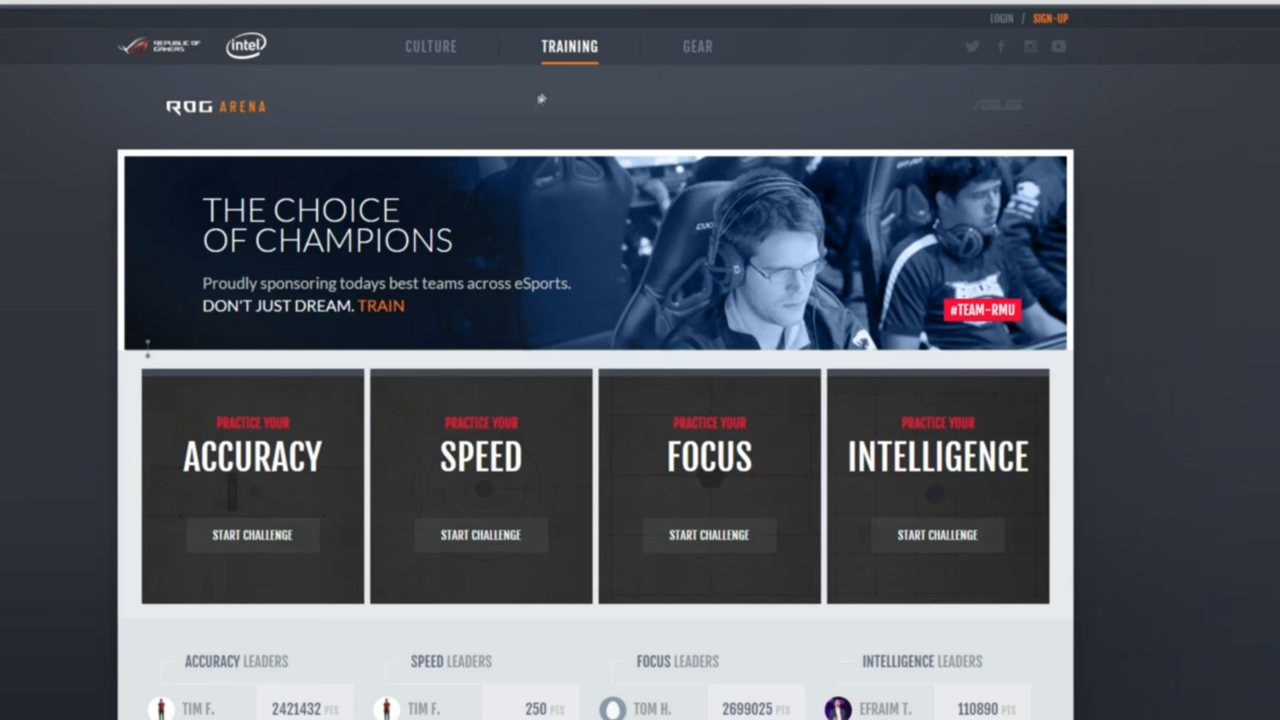 LOGIN / SIGN-UP
REPUBLIC OF
GAMERS
intel
CULTURE
TRAINING
GEAR
ROG ARENA
ASUS
THE CHOICE
OF CHAMPIONS
Proudly sponsoring todays best teams across eSports.
DON'T JUST DREAM. TRAIN
#TEAM-RMU
PRACTICE YOUR
ACCURACY
START CHALLENGE
PRACTICE YOUR
SPEED
START CHALLENGE
PRACTICE YOUR
FOCUS
START CHALLENGE
PRACTICE YOUR
INTELLIGENCE
START CHALLENGE
ACCURACY LEADERS
TIM F. 2421432 PTS
SPEED LEADERS
TIM F. 250 PTS
FOCUS LEADERS
TOM H. 2699025 PTS
INTELLIGENCE LEADERS
EFRAIM T. 110890 PTS